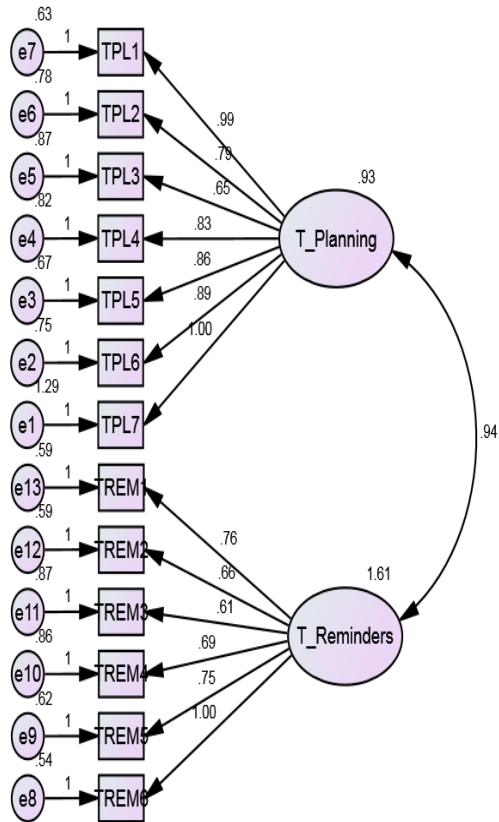 .63
e7 1 TPL1
.99
.78
e6 1 TPL2
.79
.87
e5 1 TPL3
.65
.93
.82
e4 1 TPL4
.83
T_Planning
.67
e3 1 TPL5
.86
.75
e2 1 TPL6
.89
1.00
1.29
e1 1 TPL7
.94
.59
e13 1 TREM1
.76
.59
e12 1 TREM2
.66
.87
e11 1 TREM3
.61
1.61
T_Reminders
.86
e10 1 TREM4
.69
.62
e9 1 TREM5
.75
1.00
.54
e8 1 TREM6